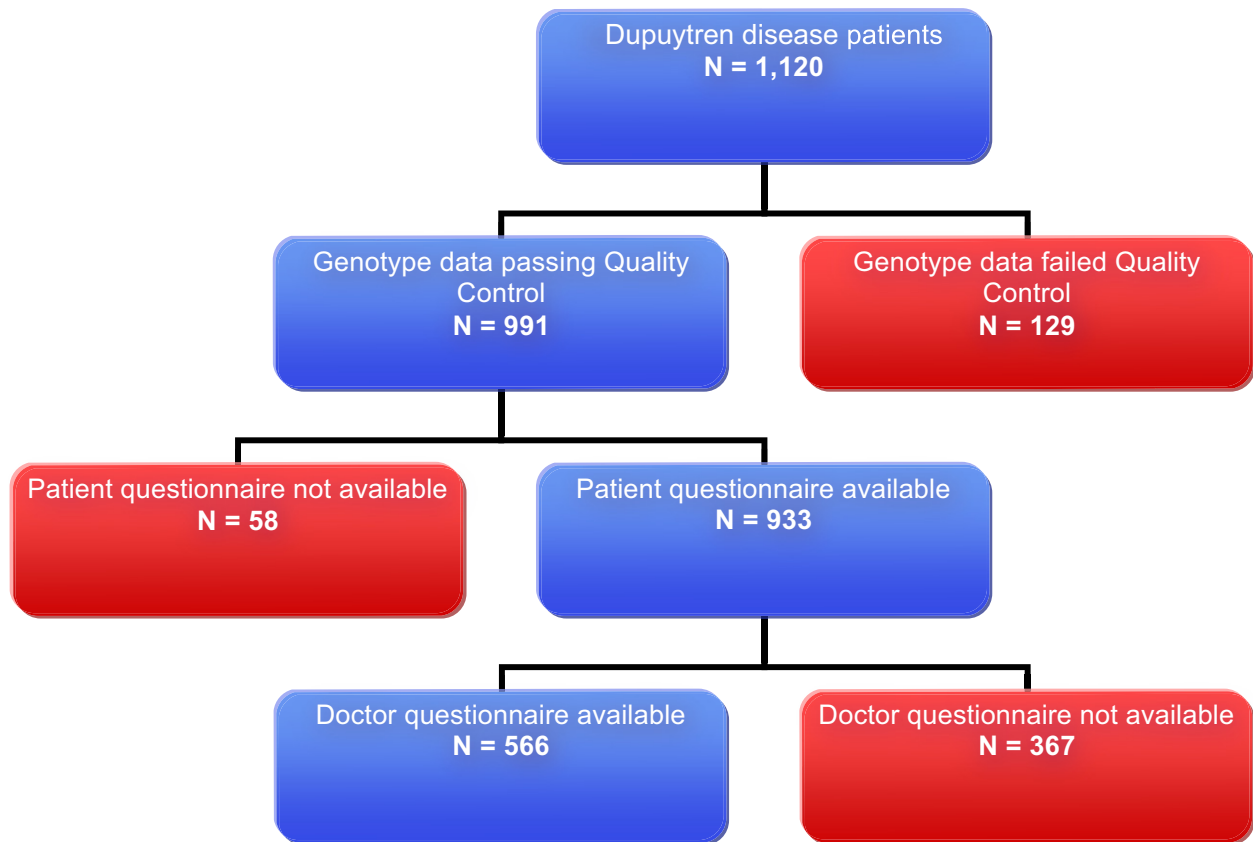 Dupuytren disease patients
N = 1,120
Genotype data passing Quality
Control
N = 991
Genotype data failed Quality
Control
N = 129
Patient questionnaire not available
N = 58
Patient questionnaire available
N = 933
Doctor questionnaire available
N = 566
Doctor questionnaire not available
N = 367